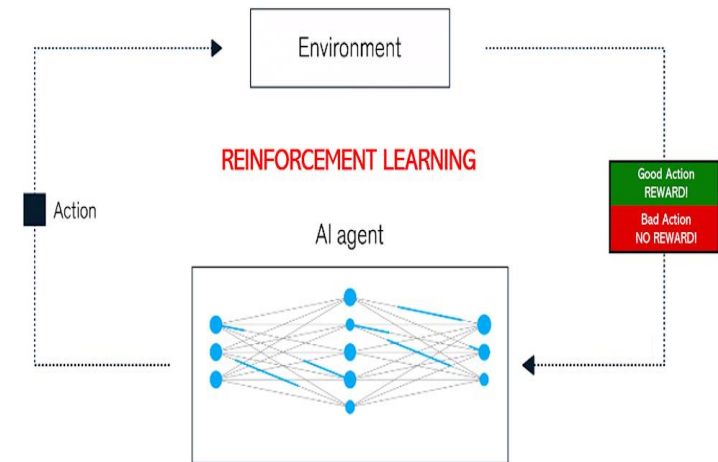 Environment
REINFORCEMENT LEARNING
Good Action
REWARD!
Bad Action
NO REWARD!
Action
AI agent